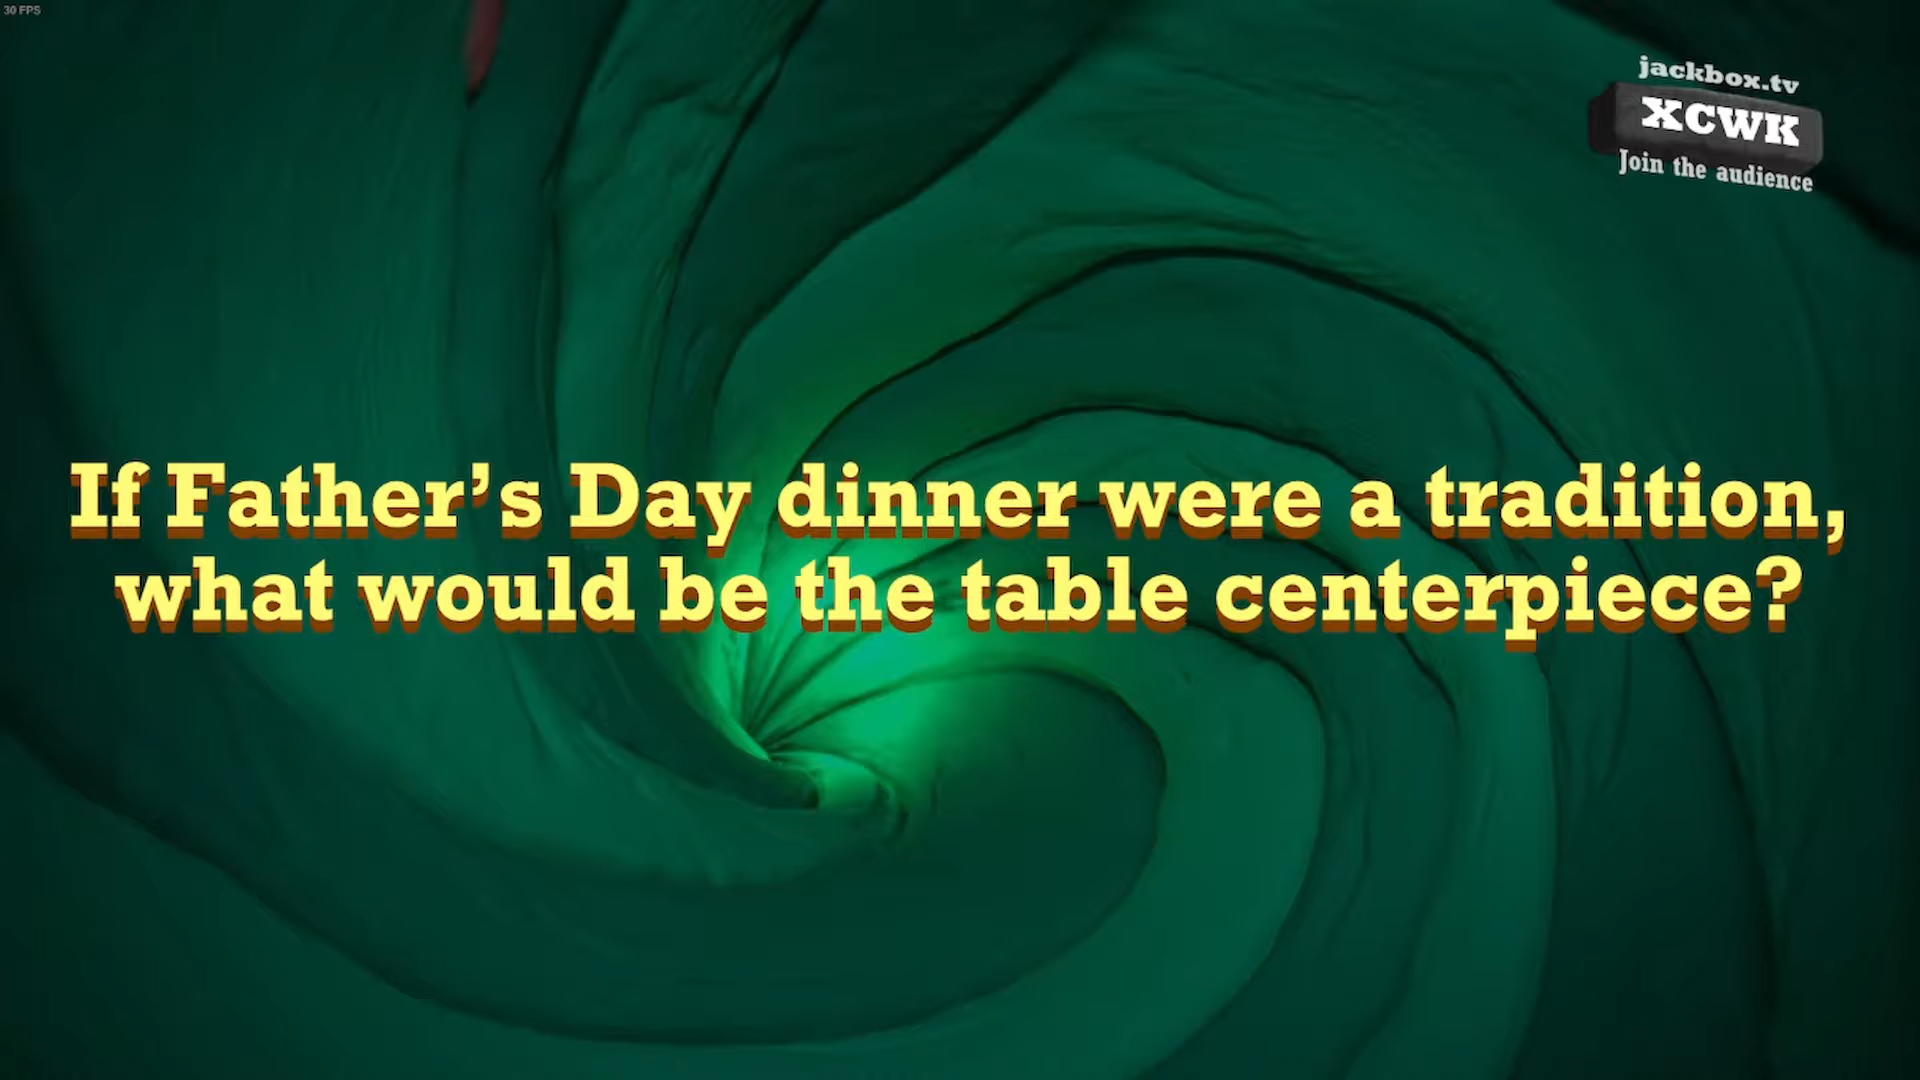 30 FPS
jackbox.tv
XCWK
Join the audience
If Father's Day dinner were a tradition,
what would be the table centerpiece?